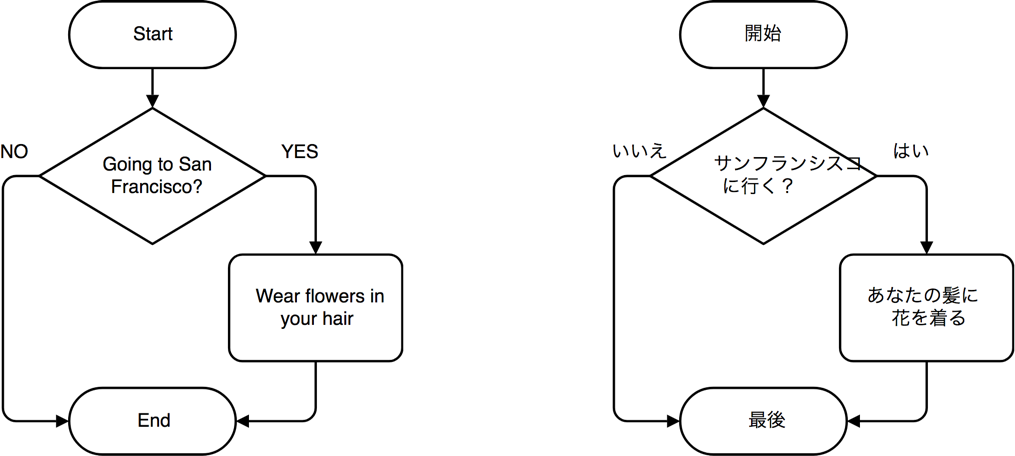 Start
NO
YES
Going to San
Francisco?
Wear flowers in
your hair
End
開始
いいえ
はい
サンフランシスコ
に行く？
あなたの髪に
花を着る
最後